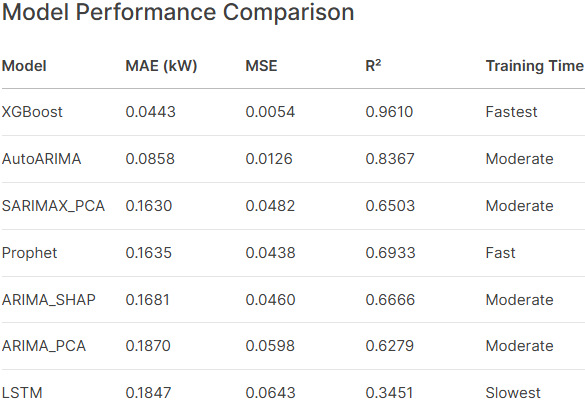 Model Performance Comparison
Model MAE (kW) MSE R² Training Time
XGBoost 0.0443 0.0054 0.9610 Fastest
AutoARIMA 0.0858 0.0126 0.8367 Moderate
SARIMAX_PCA 0.1630 0.0482 0.6503 Moderate
Prophet 0.1635 0.0438 0.6933 Fast
ARIMA_SHAP 0.1681 0.0460 0.6666 Moderate
ARIMA_PCA 0.1870 0.0598 0.6279 Moderate
LSTM 0.1847 0.0643 0.3451 Slowest